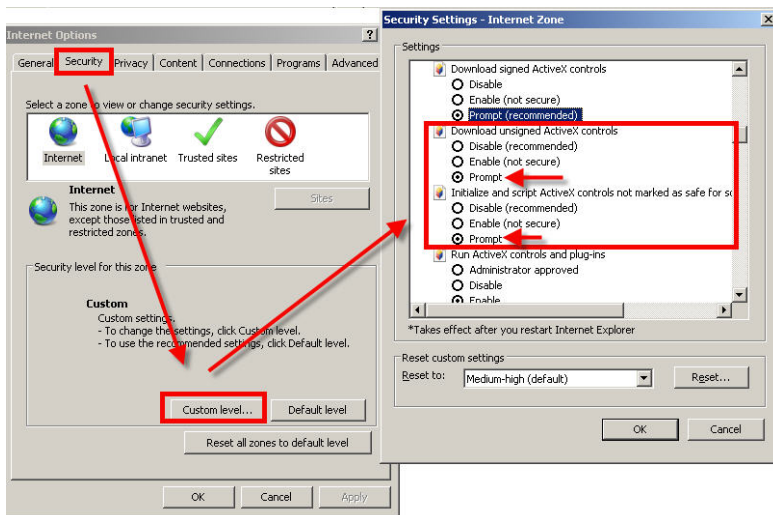 Internet Options
?
General Security Privacy Content Connections Programs Advanced
Select a zone to view or change security settings.
Internet Local intranet Trusted sites Restricted
sites
Internet
This zone is for Internet websites,
except those listed in trusted and
restricted zones.
Sites
Security level for this zone
Custom
Custom settings.
- To change the settings, click Custom level.
- To use the recommended settings, click Default level.
Custom level... Default level
Reset all zones to default level
OK Cancel Apply
Security Settings - Internet Zone
X
Settings
Download signed ActiveX controls
Disable
Enable (not secure)
Prompt (recommended)
Download unsigned ActiveX controls
Disable (recommended)
Enable (not secure)
Prompt
Initialize and script ActiveX controls not marked as safe for sc
Disable (recommended)
Enable (not secure)
Prompt
Run ActiveX controls and plug-ins
Administrator approved
Disable
Enable
*Takes effect after you restart Internet Explorer
Reset custom settings
Reset to: Medium-high (default) Reset...
OK Cancel